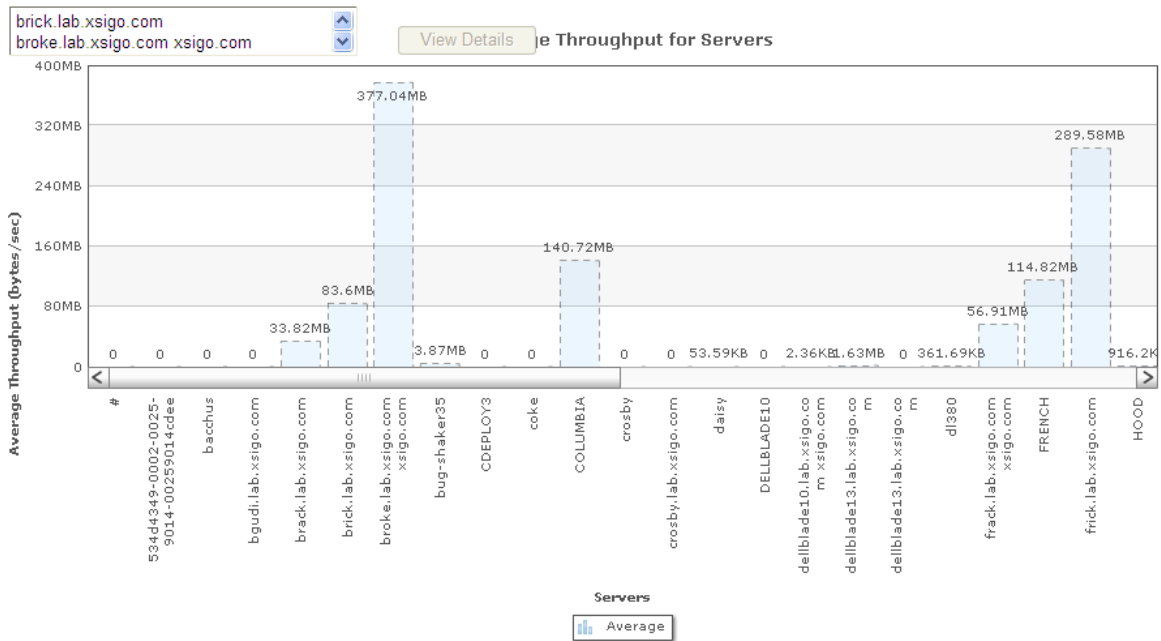 brick.lab.xsigo.com
broke.lab.xsigo.com xsigo.com
View Details
e Throughput for Servers
Average Throughput (bytes/sec)
400MB
320MB
240MB
160MB
80MB
0
0
0
0
0
33.82MB
83.6MB
377.04MB
3.87MB
0
0
140.72MB
0
0
53.59KB
0
2.36KB
1.63MB
0
361.69KB
56.91MB
114.82MB
289.58MB
916.2K
#
534d4349-0002-0025-
9014-00259014cdee
bacchus
bgudi.lab.xsigo.com
brack.lab.xsigo.com
brick.lab.xsigo.com
broke.lab.xsigo.com
xsigo.com
bug-shaker35
CDEPLOY3
coke
COLUMBIA
crosby
crosby.lab.xsigo.com
daisy
DELLBLADE10
dellblade10.lab.xsigo.co
m xsigo.com
dellblade13.lab.xsigo.co
m
dellblade13.lab.xsigo.co
m
dl380
frack.lab.xsigo.com
xsigo.com
FRENCH
frick.lab.xsigo.com
HOOD
Servers
Average